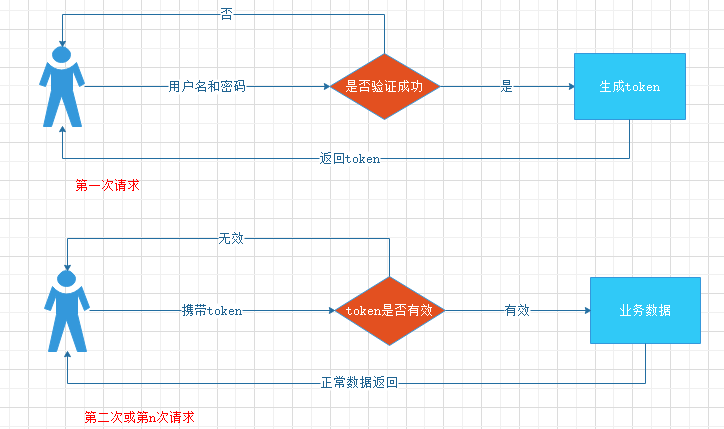 否
用户名和密码
是否验证成功
是
生成token
返回token
第一次请求
无效
携带token
token是否有效
有效
业务数据
正常数据返回
第二次或第n次请求